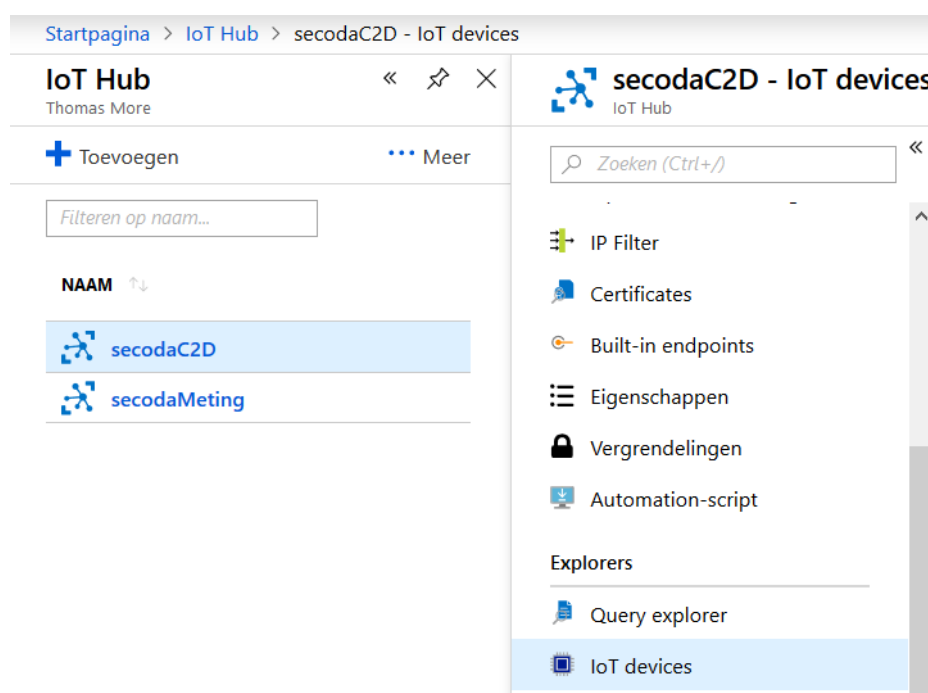 Startpagina > IoT Hub > secodaC2D - IoT devices
IoT Hub
Thomas More
Toevoegen
Meer
Filteren op naam...
NAAM
secodaC2D
secodaMeting
secodaC2D - IoT devices
IoT Hub
Zoeken (Ctrl+/)
IP Filter
Certificates
Built-in endpoints
Eigenschappen
Vergrendelingen
Automation-script
Explorers
Query explorer
IoT devices